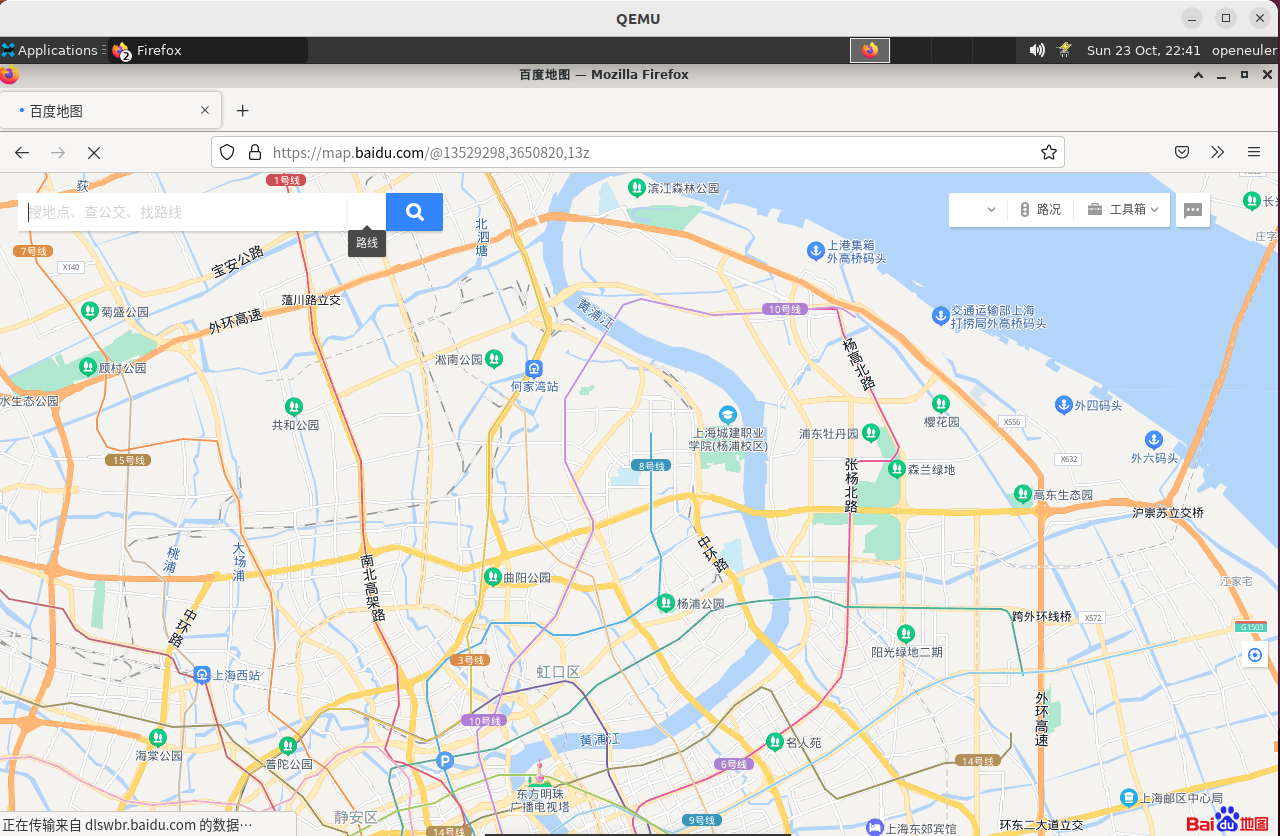 QEMU
Applications
2
Firefox
Sun 23 Oct, 22:41
openeuler
百度地图 — Mozilla Firefox
百度地图
https://map.baidu.com/@13529298,3650820,13z
搜地点、查公交、找路线
路线
路况
工具箱
1号线
滨江森林公园
北泗塘
7号线
X140
宝安公路
上港集箱
外高桥码头
蕰川路立交
外环高速
菊盛公园
黄浦江
10号线
交通运输部上海
打捞局外高桥码头
顾村公园
淞南公园
何家湾站
杨高北路
水生态公园
共和公园
上海城建职业
学院(杨浦校区)
浦东牡丹园
樱花园
外四码头
X556
15号线
8号线
张杨北路
森兰绿地
X632
外六码头
高东生态园
沪崇苏立交桥
桃浦
大场浦
南北高架路
中环路
曲阳公园
杨浦公园
江家宅
中环路
跨外环线桥
X572
G1503
阳光绿地二期
上海西站
3号线
虹口区
外环高速
10号线
黄浦江
名人苑
海棠公园
普陀公园
P
6号线
14号线
东方明珠
广播电视塔
静安区
14号线
9号线
上海邮区中心局
上海东郊宾馆
环东二大道立交
正在传输来自 dlswbr.baidu.com 的数据…
Bai du 地图